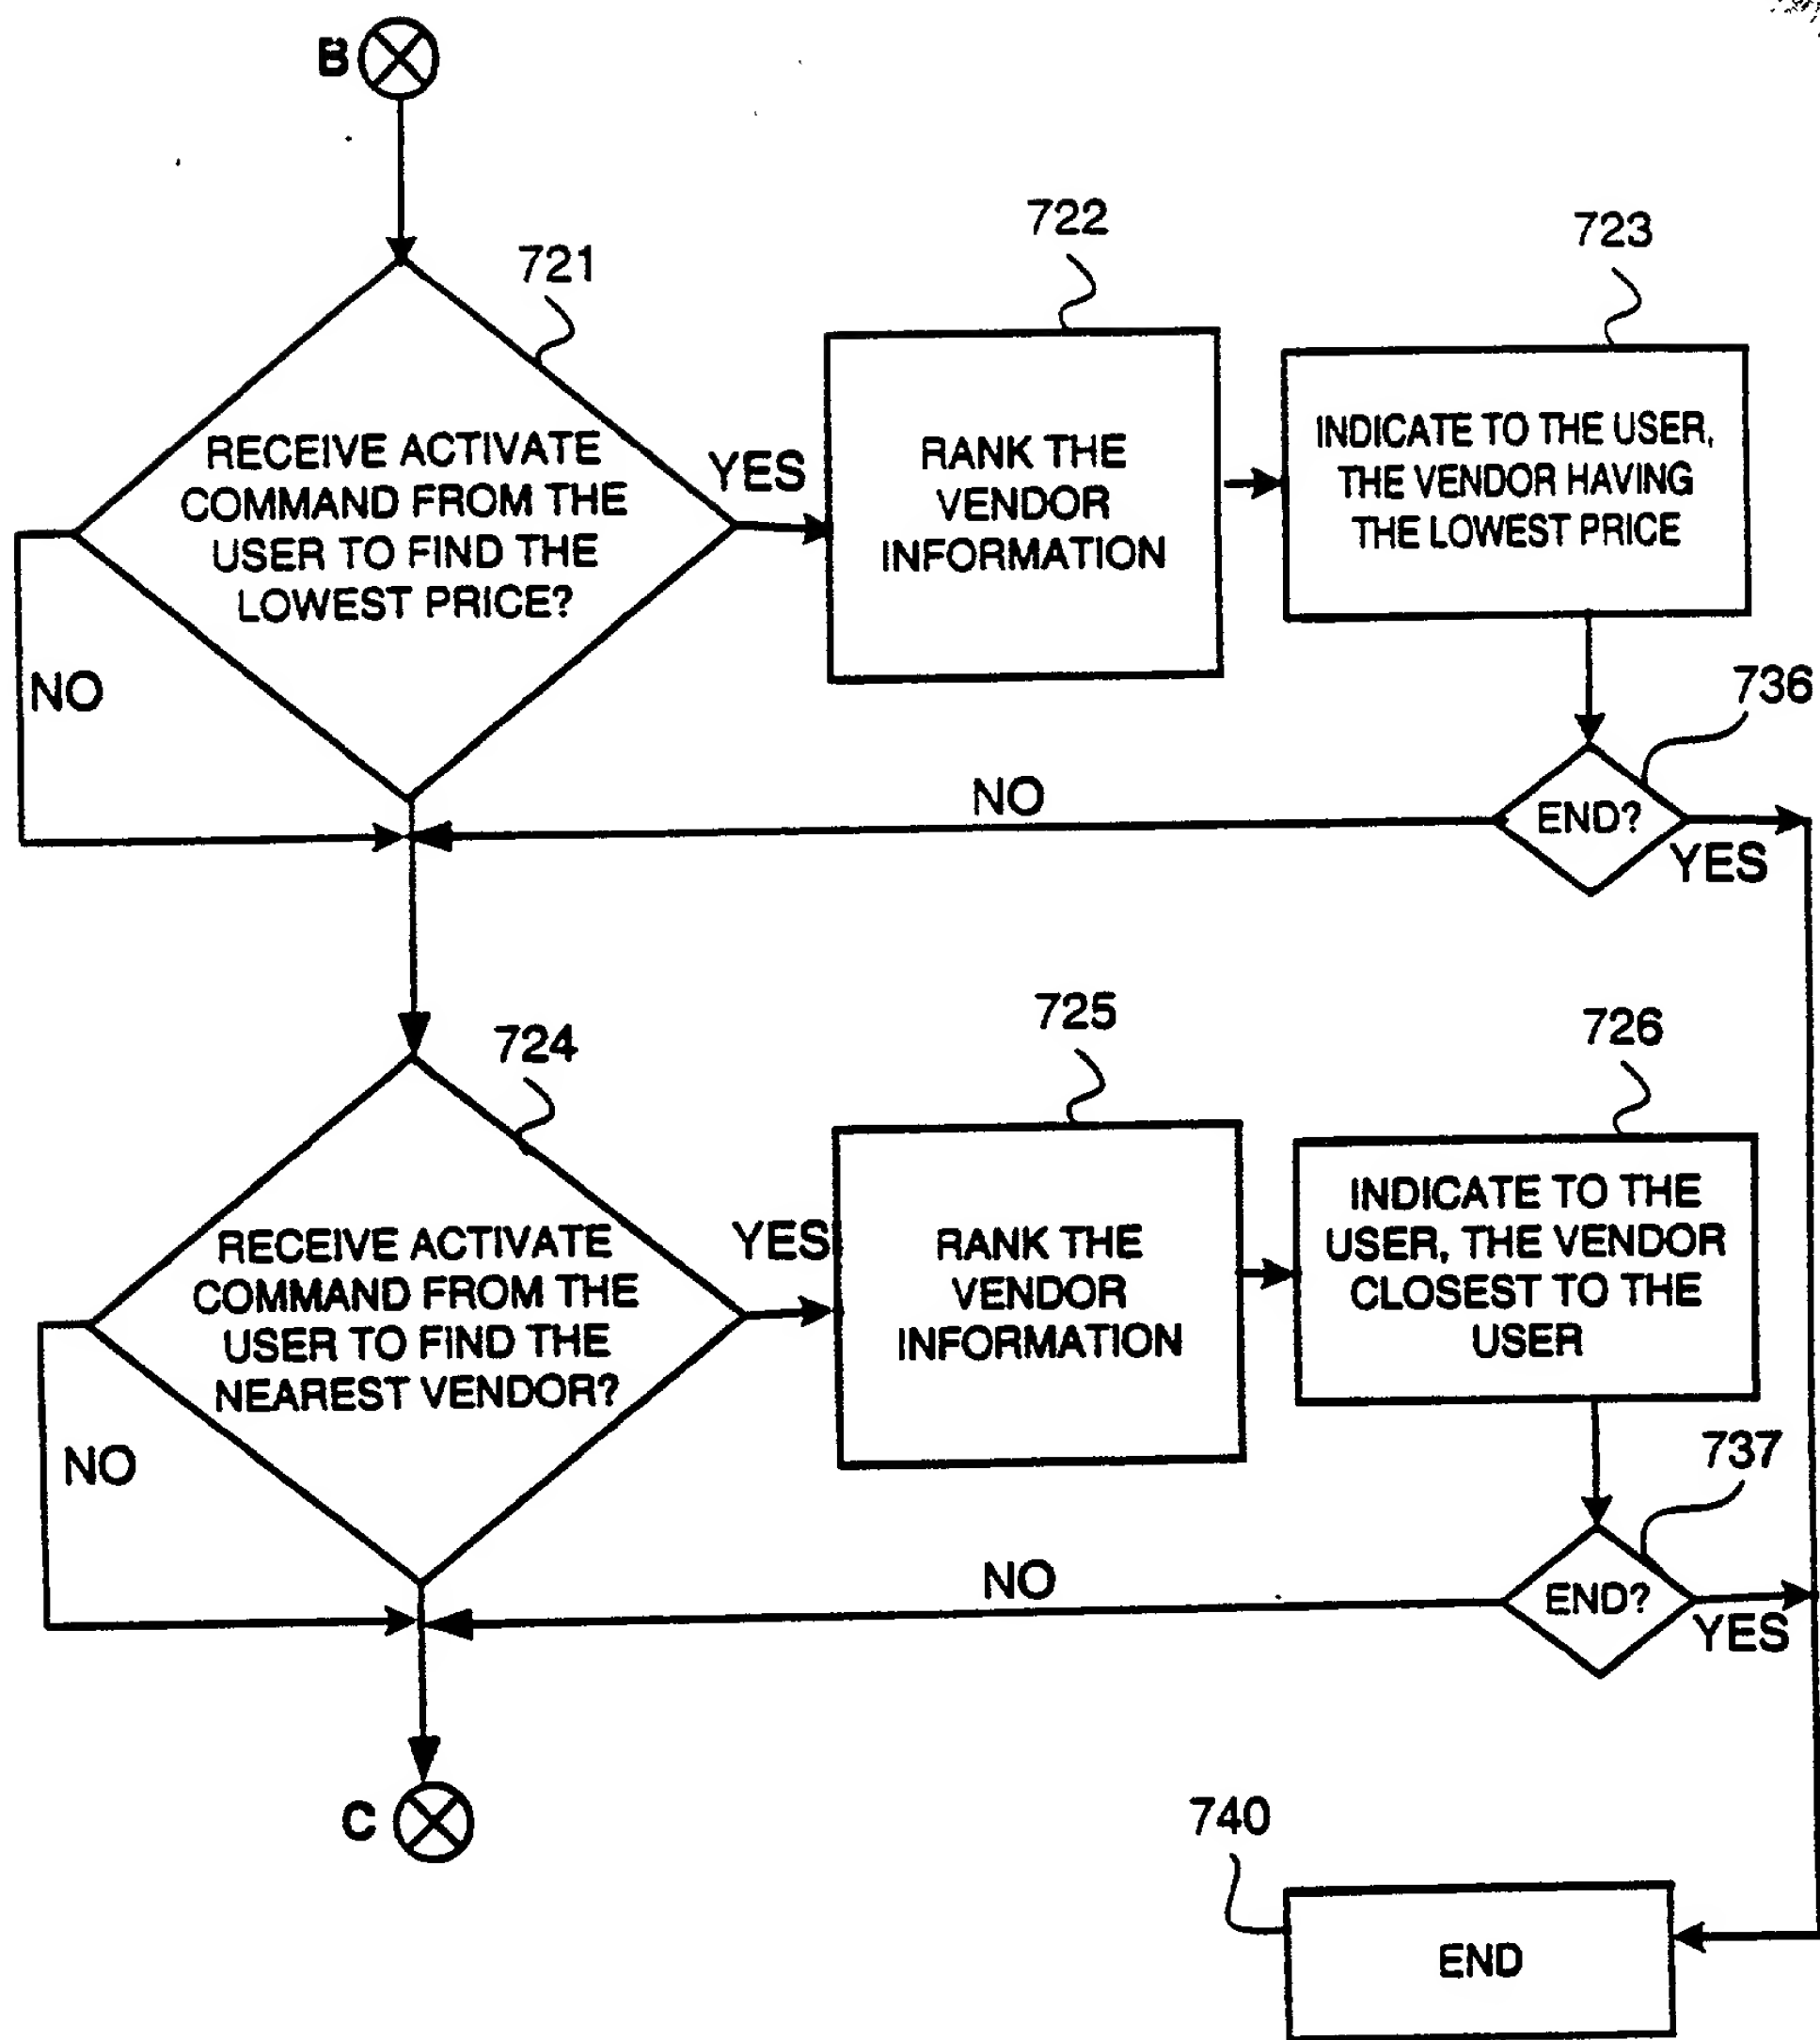 B
721
722
723
RECEIVE ACTIVATE
COMMAND FROM THE
USER TO FIND THE
LOWEST PRICE?
YES
RANK THE
VENDOR
INFORMATION
INDICATE TO THE USER,
THE VENDOR HAVING
THE LOWEST PRICE
NO
736
NO
END?
YES
724
725
726
RECEIVE ACTIVATE
COMMAND FROM THE
USER TO FIND THE
NEAREST VENDOR?
YES
RANK THE
VENDOR
INFORMATION
INDICATE TO THE
USER, THE VENDOR
CLOSEST TO THE
USER
NO
737
NO
END?
YES
C
740
END